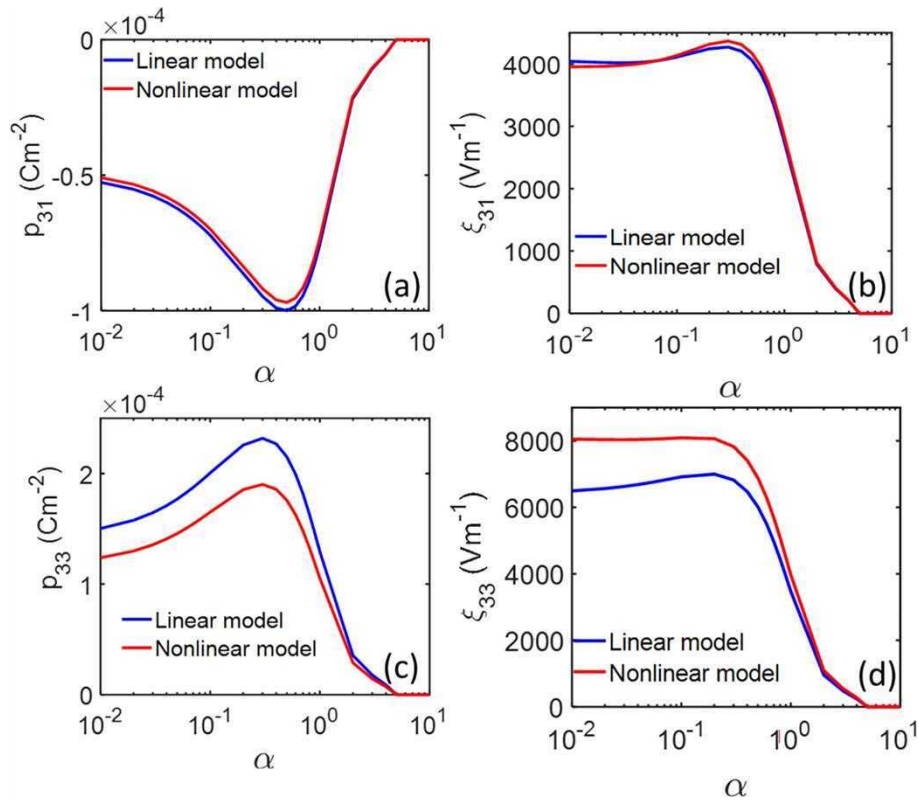 ×10⁻⁴
0
-0.5
-1
p₃₁ (Cm⁻²)
Linear model
Nonlinear model
(a)
10⁻² 10⁻¹ 10⁰ 10¹
α
4000
3000
2000
1000
0
ξ₃₁ (Vm⁻¹)
Linear model
Nonlinear model
(b)
10⁻² 10⁻¹ 10⁰ 10¹
α
×10⁻⁴
2
1
0
p₃₃ (Cm⁻²)
Linear model
Nonlinear model
(c)
10⁻² 10⁻¹ 10⁰ 10¹
α
8000
6000
4000
2000
0
ξ₃₃ (Vm⁻¹)
Linear model
Nonlinear model
(d)
10⁻² 10⁻¹ 10⁰ 10¹
α